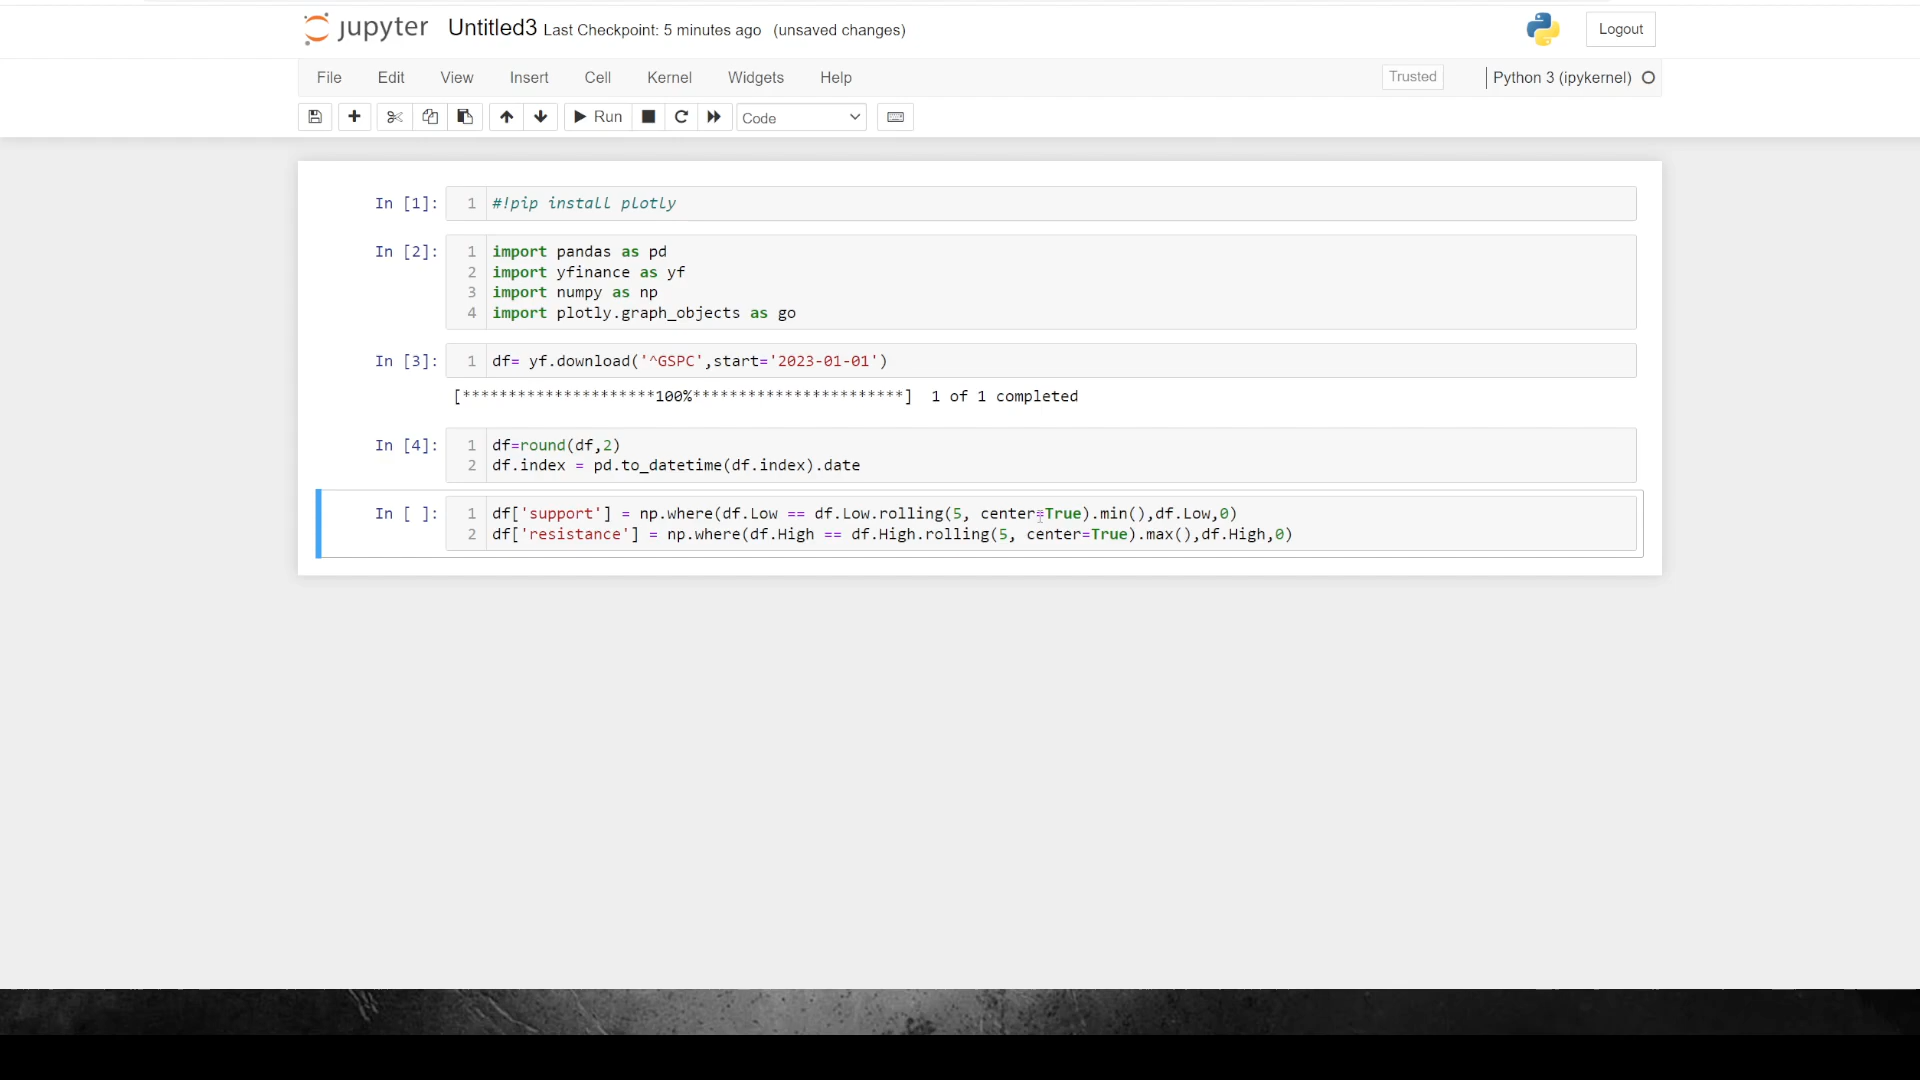 jupyter Untitled3 Last Checkpoint: 5 minutes ago (unsaved changes) Logout
File Edit View Insert Cell Kernel Widgets Help Trusted Python 3 (ipykernel)
Run Code
In [1]: 1 #!pip install plotly
In [2]: 1 import pandas as pd
2 import yfinance as yf
3 import numpy as np
4 import plotly.graph_objects as go
In [3]: 1 df= yf.download('^GSPC',start='2023-01-01')
[*********************100%***********************] 1 of 1 completed
In [4]: 1 df=round(df,2)
2 df.index = pd.to_datetime(df.index).date
In [ ]: 1 df['support'] = np.where(df.Low == df.Low.rolling(5, center=True).min(),df.Low,0)
2 df['resistance'] = np.where(df.High == df.High.rolling(5, center=True).max(),df.High,0)